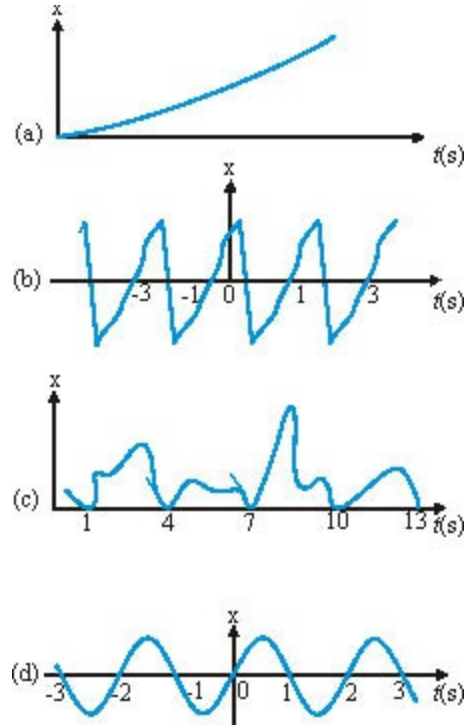 x
(a)
t(s)
x
(b)
-3 -1 0 1 3
t(s)
x
(c)
1 4 7 10 13 t(s)
x
(d)
-3 -2 -1 0 1 2 3 t(s)